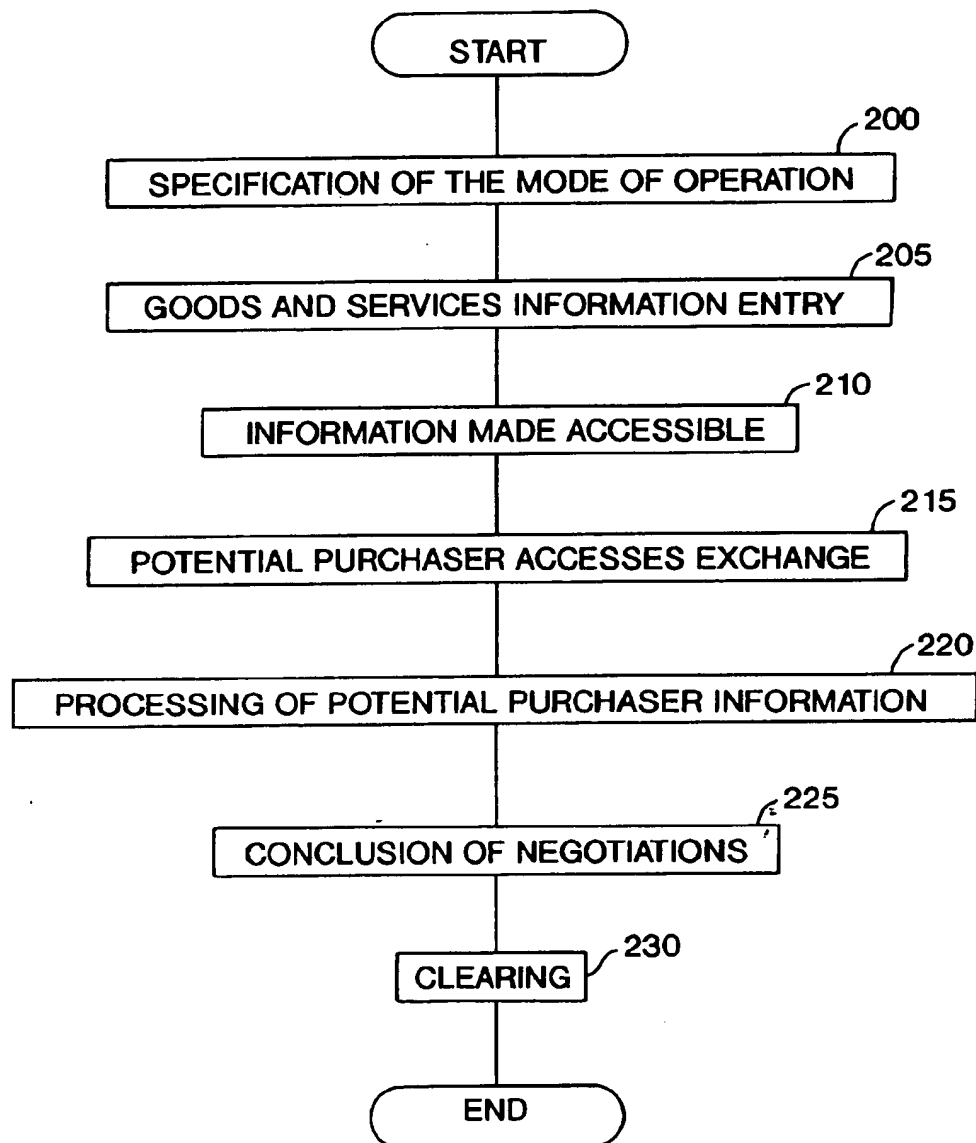 START
200
SPECIFICATION OF THE MODE OF OPERATION
205
GOODS AND SERVICES INFORMATION ENTRY
210
INFORMATION MADE ACCESSIBLE
215
POTENTIAL PURCHASER ACCESSES EXCHANGE
220
PROCESSING OF POTENTIAL PURCHASER INFORMATION
225
CONCLUSION OF NEGOTIATIONS
230
CLEARING
END